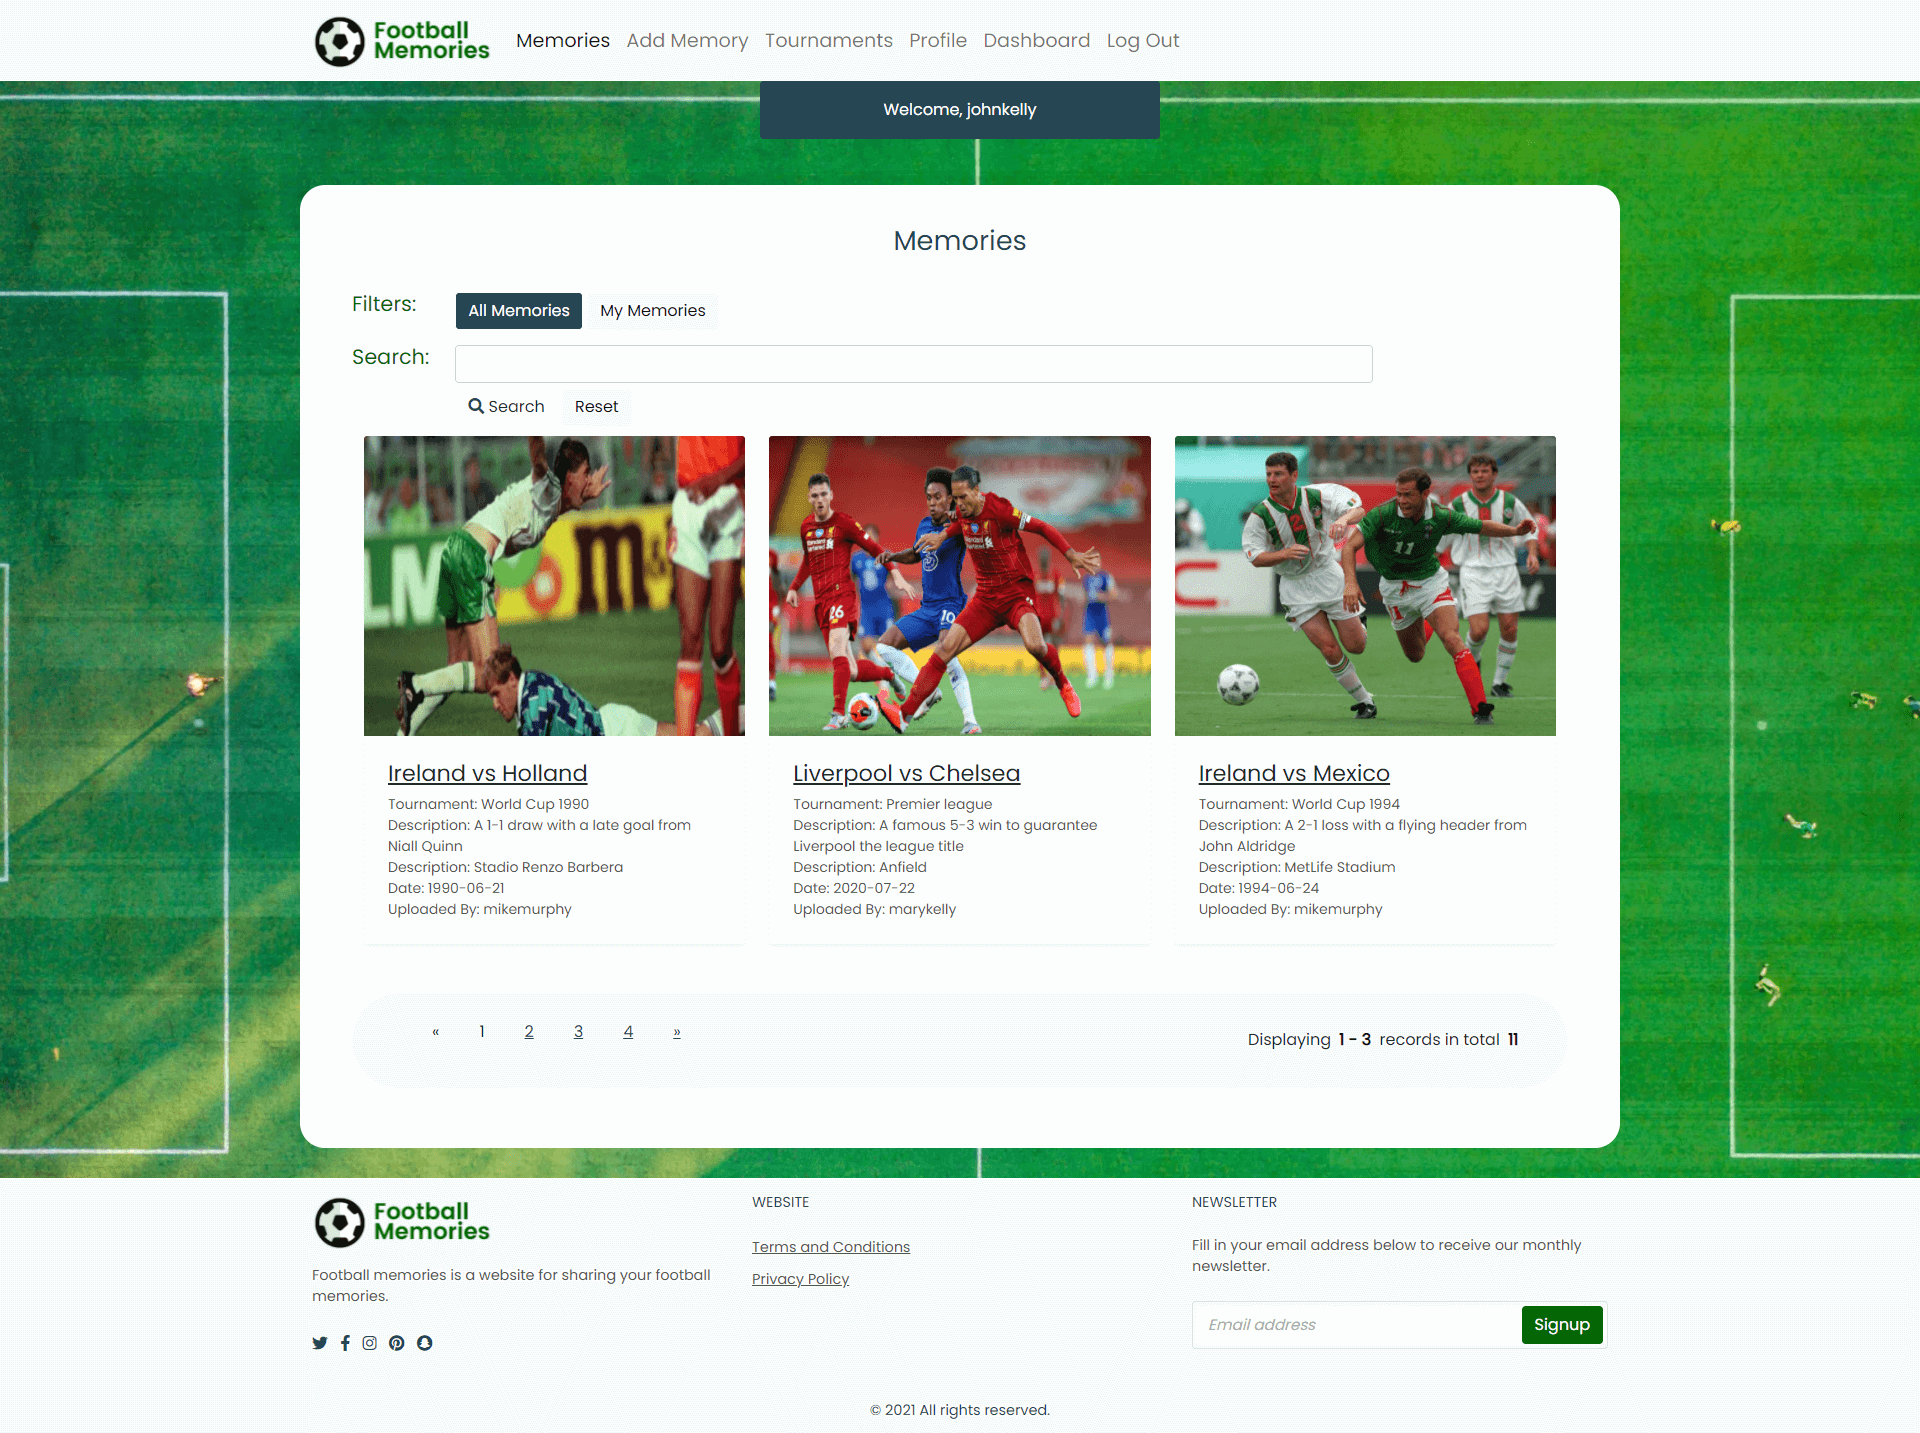 Football
Memories
Memories Add Memory Tournaments Profile Dashboard Log Out
Welcome, johnkelly
Memories
Filters: All Memories My Memories
Search:
Search Reset
Ireland vs Holland
Tournament: World Cup 1990
Description: A 1-1 draw with a late goal from
Niall Quinn
Description: Stadio Renzo Barbera
Date: 1990-06-21
Uploaded By: mikemurphy
Liverpool vs Chelsea
Tournament: Premier league
Description: A famous 5-3 win to guarantee
Liverpool the league title
Description: Anfield
Date: 2020-07-22
Uploaded By: marykelly
Ireland vs Mexico
Tournament: World Cup 1994
Description: A 2-1 loss with a flying header from
John Aldridge
Description: MetLife Stadium
Date: 1994-06-24
Uploaded By: mikemurphy
« 1 2 3 4 »
Displaying 1 - 3 records in total 11
Football
Memories
Football memories is a website for sharing your football
memories.
WEBSITE
Terms and Conditions
Privacy Policy
NEWSLETTER
Fill in your email address below to receive our monthly
newsletter.
Email address Signup
© 2021 All rights reserved.